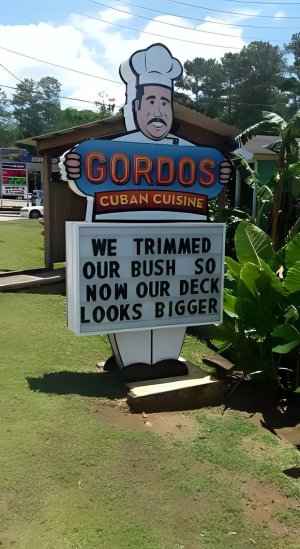 GORDOS
CUBAN CUISINE
WE TRIMMED
OUR BUSH SO
NOW OUR DECK
LOOKS BIGGER